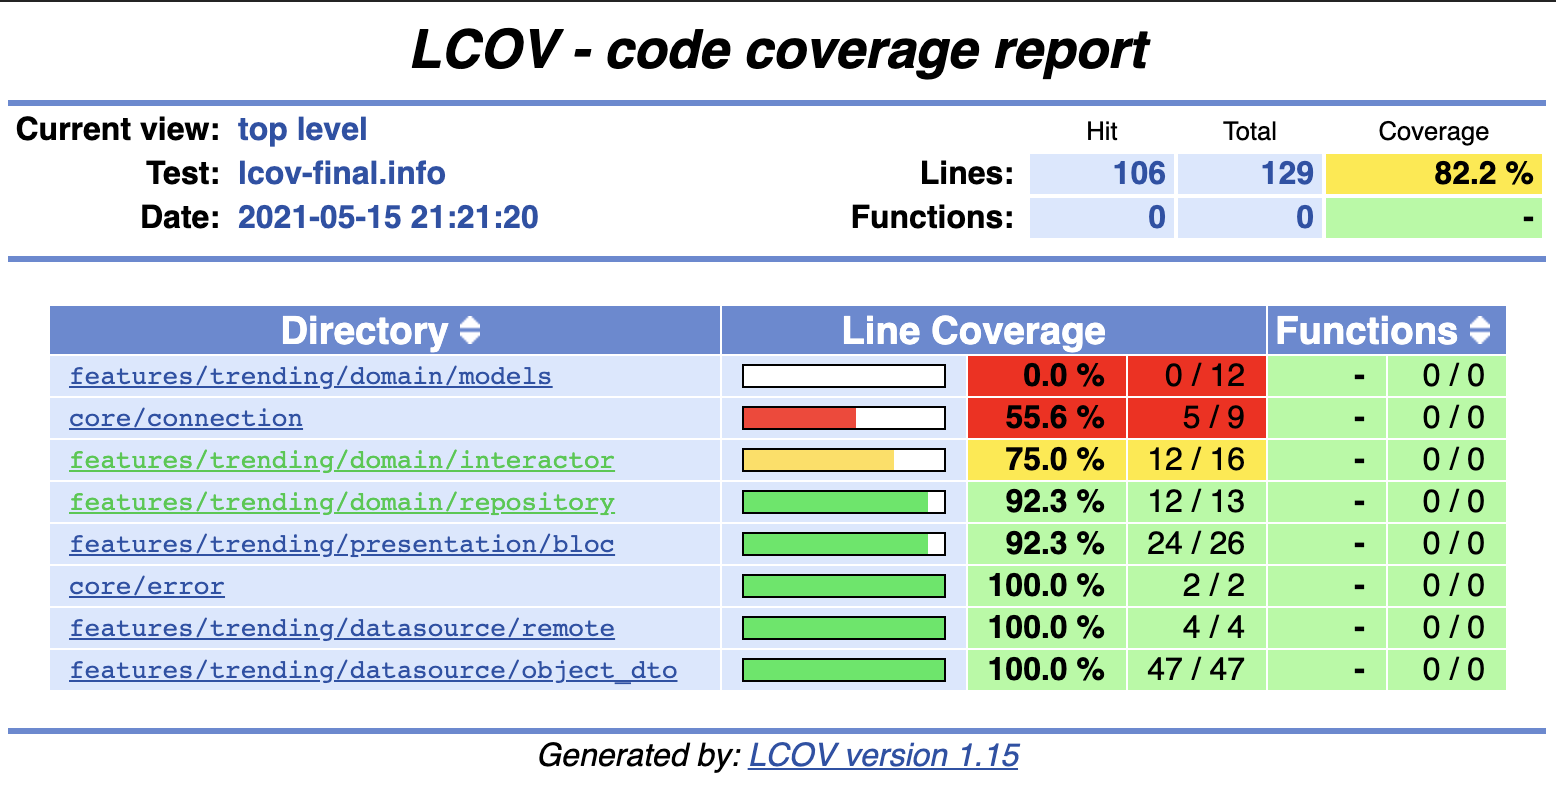 LCOV - code coverage report
Current view: top level Hit Total Coverage
Test: lcov-final.info Lines: 106 129 82.2 %
Date: 2021-05-15 21:21:20 Functions: 0 0 -
Directory Line Coverage Functions
features/trending/domain/models 0.0 % 0 / 12 - 0 / 0
core/connection 55.6 % 5 / 9 - 0 / 0
features/trending/domain/interactor 75.0 % 12 / 16 - 0 / 0
features/trending/domain/repository 92.3 % 12 / 13 - 0 / 0
features/trending/presentation/bloc 92.3 % 24 / 26 - 0 / 0
core/error 100.0 % 2 / 2 - 0 / 0
features/trending/datasource/remote 100.0 % 4 / 4 - 0 / 0
features/trending/datasource/object_dto 100.0 % 47 / 47 - 0 / 0
Generated by: LCOV version 1.15